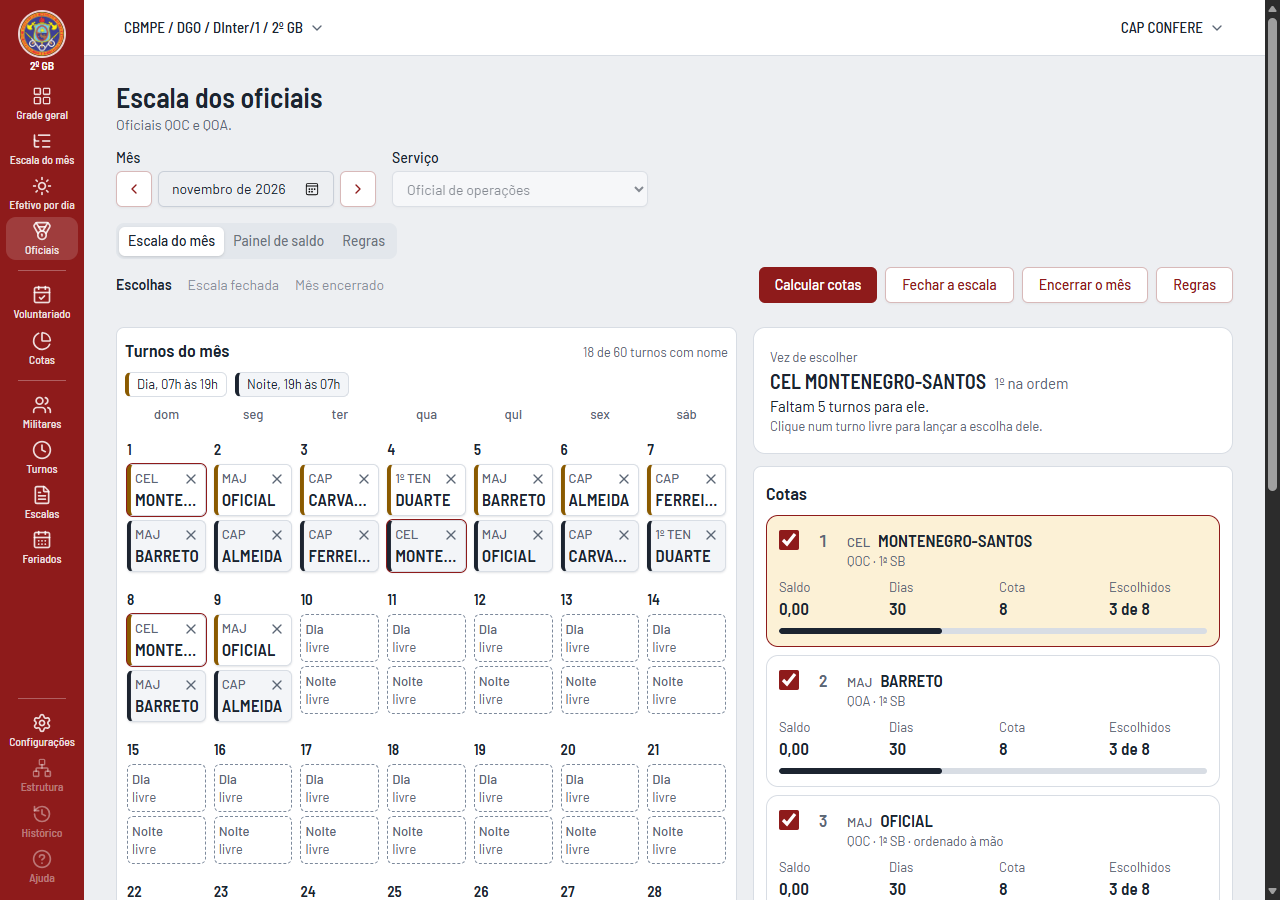 2º GB
Grade geral
Escala do mês
Efetivo por dia
Oficiais
Voluntariado
Cotas
Militares
Turnos
Escalas
Feriados
Configurações
Estrutura
Histórico
Ajuda
CBMPE / DGO / DInter/1 / 2º GB
CAP CONFERE
Escala dos oficiais
Oficiais QOC e QOA.
Mês
Serviço
novembro de 2026
Oficial de operações
Escala do mês Painel de saldo Regras
Escolhas Escala fechada Mês encerrado
Calcular cotas Fechar a escala Encerrar o mês Regras
Turnos do mês
18 de 60 turnos com nome
Dia, 07h às 19h Noite, 19h às 07h
dom seg ter qua qui sex sáb
1 2 3 4 5 6 7
CEL MAJ CAP 1º TEN MAJ CAP CAP
MONTE... OFICIAL CARVA... DUARTE BARRETO ALMEIDA FERREI...
MAJ CAP CAP CEL MAJ CAP 1º TEN
BARRETO ALMEIDA FERREI... MONTE... OFICIAL CARVA... DUARTE
8 9 10 11 12 13 14
CEL MAJ Dia Dia Dia Dia Dia
MONTE... OFICIAL livre livre livre livre livre
MAJ CAP Noite Noite Noite Noite Noite
BARRETO ALMEIDA livre livre livre livre livre
15 16 17 18 19 20 21
Dia Dia Dia Dia Dia Dia Dia
livre livre livre livre livre livre livre
Noite Noite Noite Noite Noite Noite Noite
livre livre livre livre livre livre livre
22 23 24 25 26 27 28
Vez de escolher
CEL MONTENEGRO-SANTOS 1º na ordem
Faltam 5 turnos para ele.
Clique num turno livre para lançar a escolha dele.
Cotas
1 CEL MONTENEGRO-SANTOS
QOC · 1º SB
Saldo Dias Cota Escolhidos
0,00 30 8 3 de 8
2 MAJ BARRETO
QOA · 1º SB
Saldo Dias Cota Escolhidos
0,00 30 8 3 de 8
3 MAJ OFICIAL
QOC · 1º SB · ordenado à mão
Saldo Dias Cota Escolhidos
0,00 30 8 3 de 8